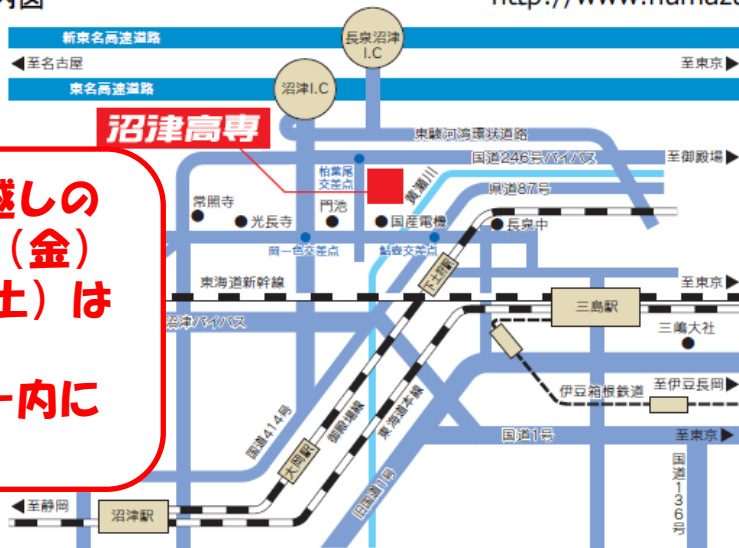 内図
http://www.numazu
新東名高速道路
長泉沼津
I.C
◀至名古屋
至東京▶
東名高速道路
沼津I.C
沼津高専
東駿河湾環状道路
国道246号バイパス
至御殿場▶
柏葉尾
交差点
黄瀬川
県道87号
越しの
(金)
土)は
ー内に
常照寺
光長寺
門池
国産電機
長泉中
岡一色交差点
鮎壺交差点
下土狩駅
東海道新幹線
至東京▶
三島駅
沼津バイパス
三嶋大社
伊豆箱根鉄道
至伊豆長岡▶
国道414号
大岡駅
御殿場線
東海道本線
国道1号
至東京▶
旧国道1号
国道136号
◀至静岡
沼津駅